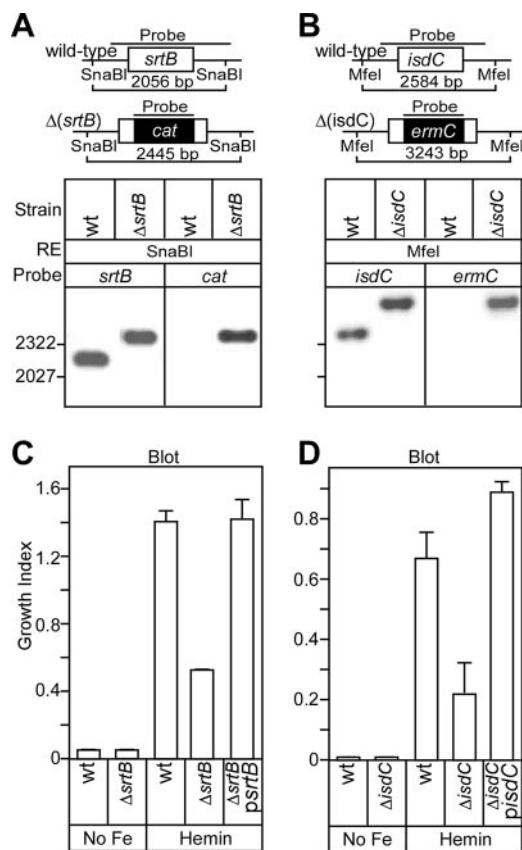 A
Probe
wild-type
srtB
SnaBI
SnaBI
2056 bp
Probe
Δ(srtB)
cat
SnaBI
SnaBI
2445 bp
Strain
wt
ΔsrtB
wt
ΔsrtB
RE
SnaBI
Probe
srtB
cat
2322
2027
B
Probe
wild-type
isdC
MfeI
MfeI
2584 bp
Probe
Δ(isdC)
ermC
MfeI
MfeI
3243 bp
wt
ΔisdC
wt
ΔisdC
MfeI
isdC
ermC
C
Blot
Growth Index
1.6
1.2
0.8
0.4
0
wt
ΔsrtB
wt
ΔsrtB
ΔsrtB
psrtB
No Fe
Hemin
D
Blot
0.8
0.6
0.4
0.2
0
wt
ΔisdC
wt
ΔisdC
ΔisdC
pisdC
No Fe
Hemin